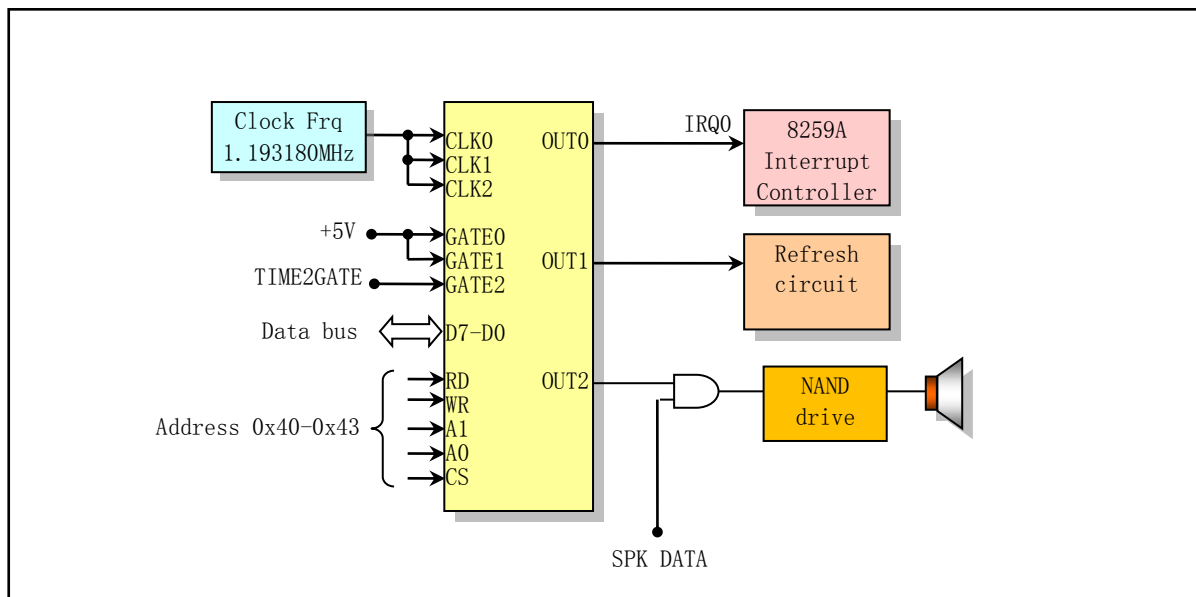 Clock Frq
1.193180MHz
CLK0
CLK1
CLK2
+5V
GATE0
GATE1
TIME2GATE
GATE2
Data bus
D7-D0
Address 0x40-0x43
RD
WR
A1
A0
CS
OUT0
IRQ0
8259A
Interrupt
Controller
OUT1
Refresh
circuit
OUT2
NAND
drive
SPK DATA